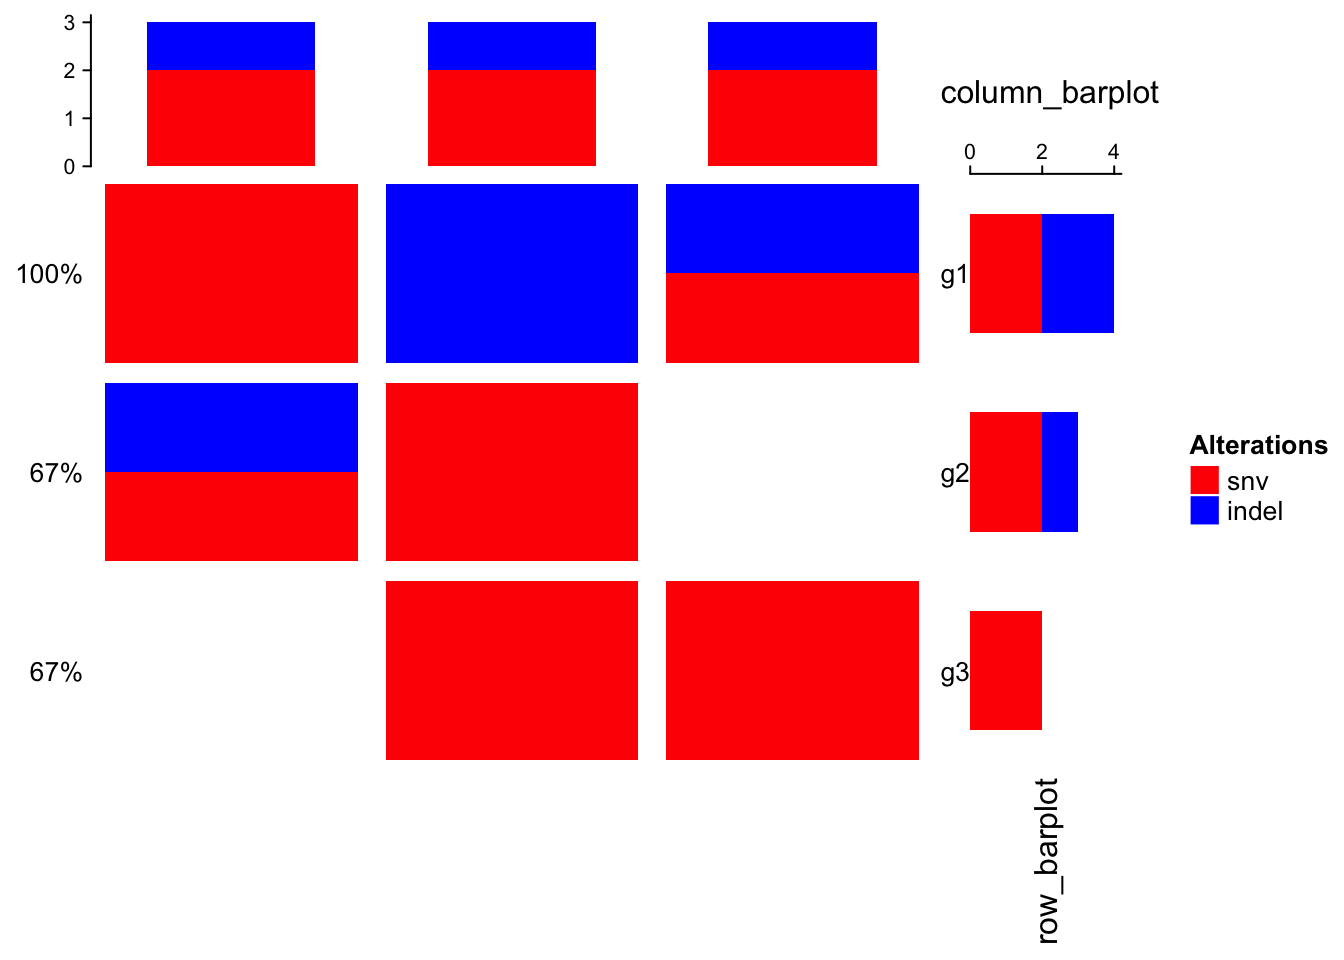 3
2
1
0
column_barplot
0 2 4
100%
g1
67%
g2
Alterations
snv
indel
67%
g3
row_barplot